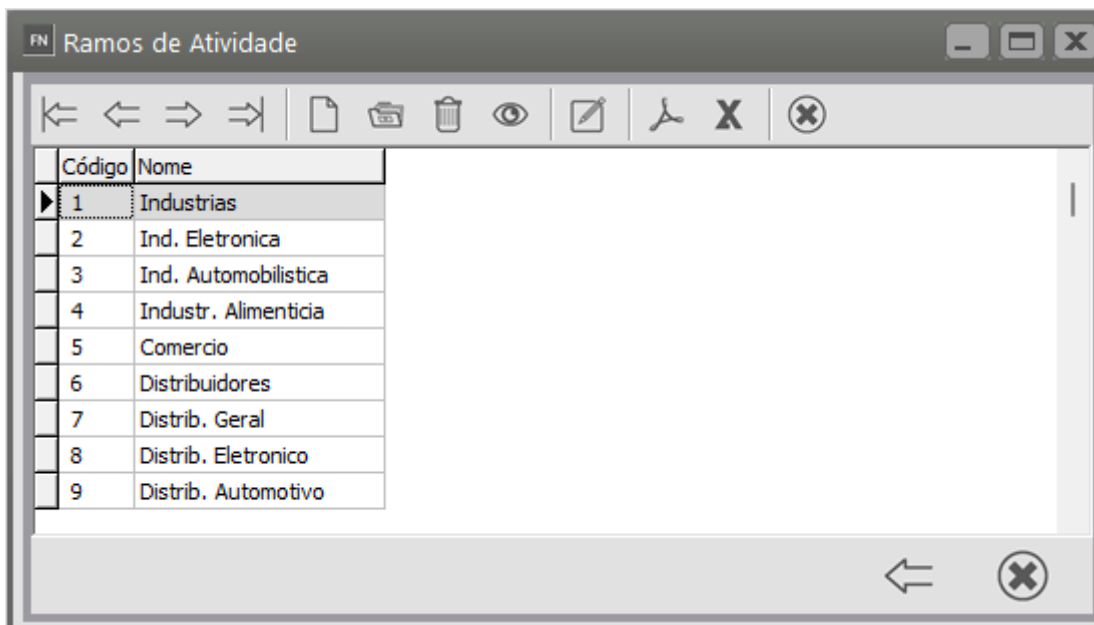 FN Ramos de Atividade
Código Nome
1 Industrias
2 Ind. Eletronica
3 Ind. Automobilistica
4 Industr. Alimenticia
5 Comercio
6 Distribuidores
7 Distrib. Geral
8 Distrib. Eletronico
9 Distrib. Automotivo